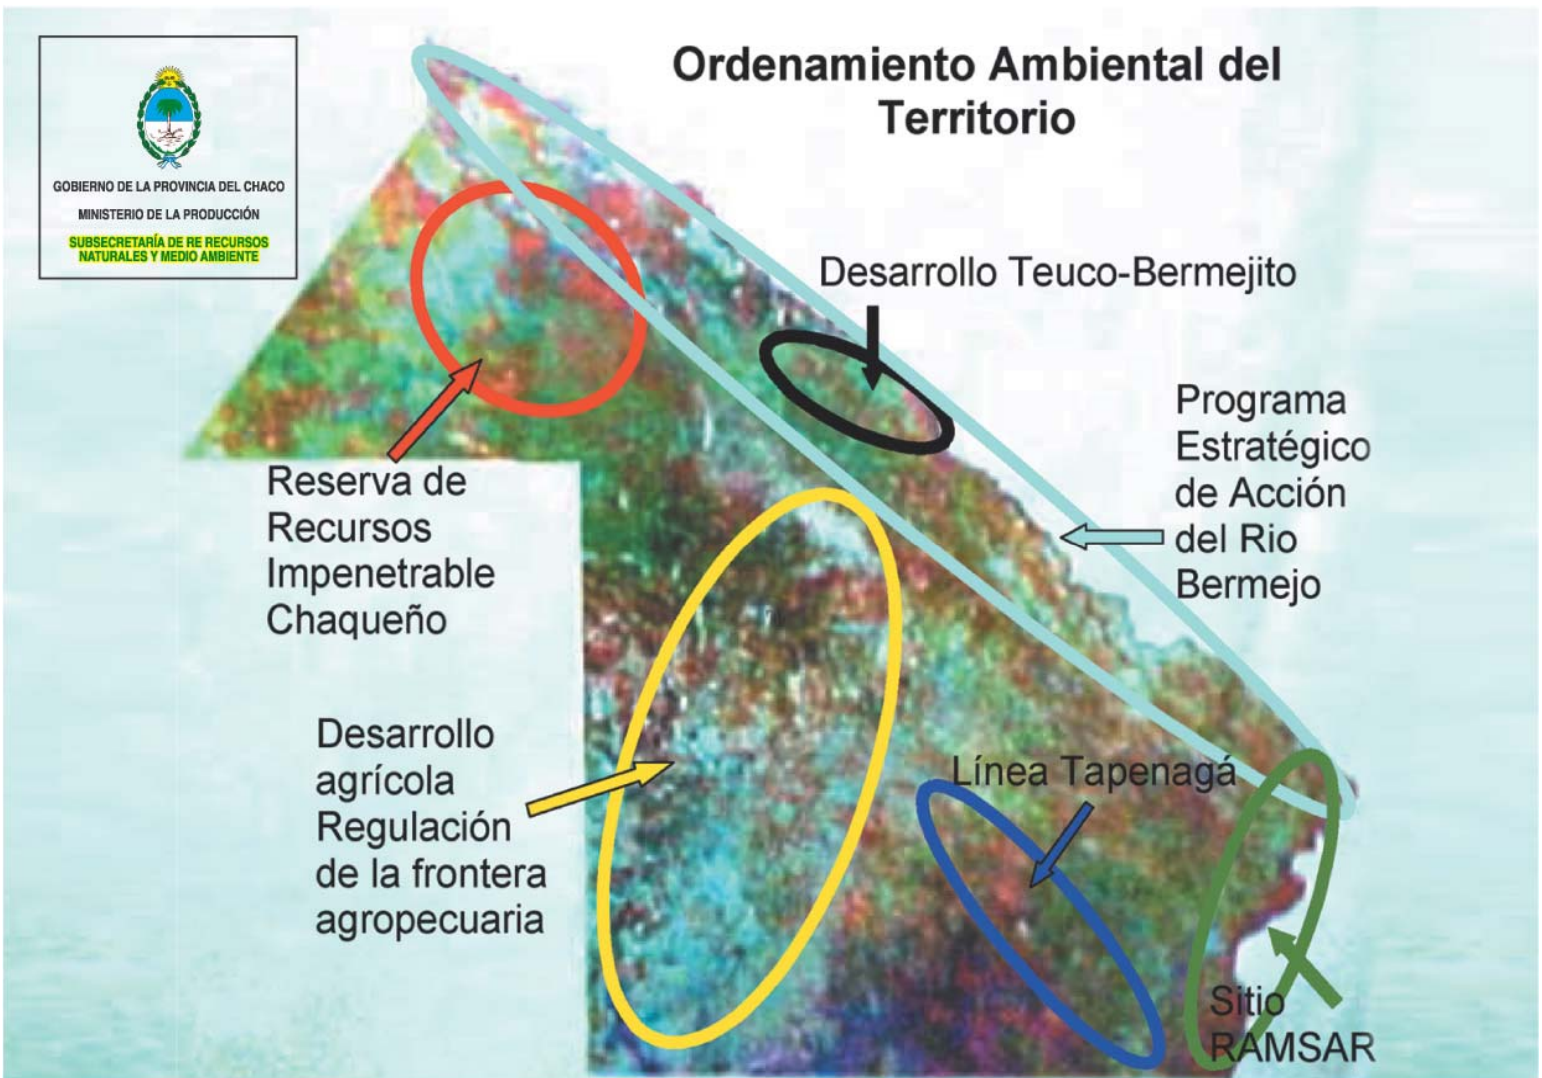 Ordenamiento Ambiental del
Territorio
GOBIERNO DE LA PROVINCIA DEL CHACO
MINISTERIO DE LA PRODUCCIÓN
SUBSECRETARÍA DE RE RECURSOS
NATURALES Y MEDIO AMBIENTE
Desarrollo Teuco-Bermejito
Programa
Estratégico
de Acción
del Rio
Bermejo
Reserva de
Recursos
Impenetrable
Chaqueño
Desarrollo
agrícola
Regulación
de la frontera
agropecuaria
Línea Tapenagá
Sitio
RAMSAR